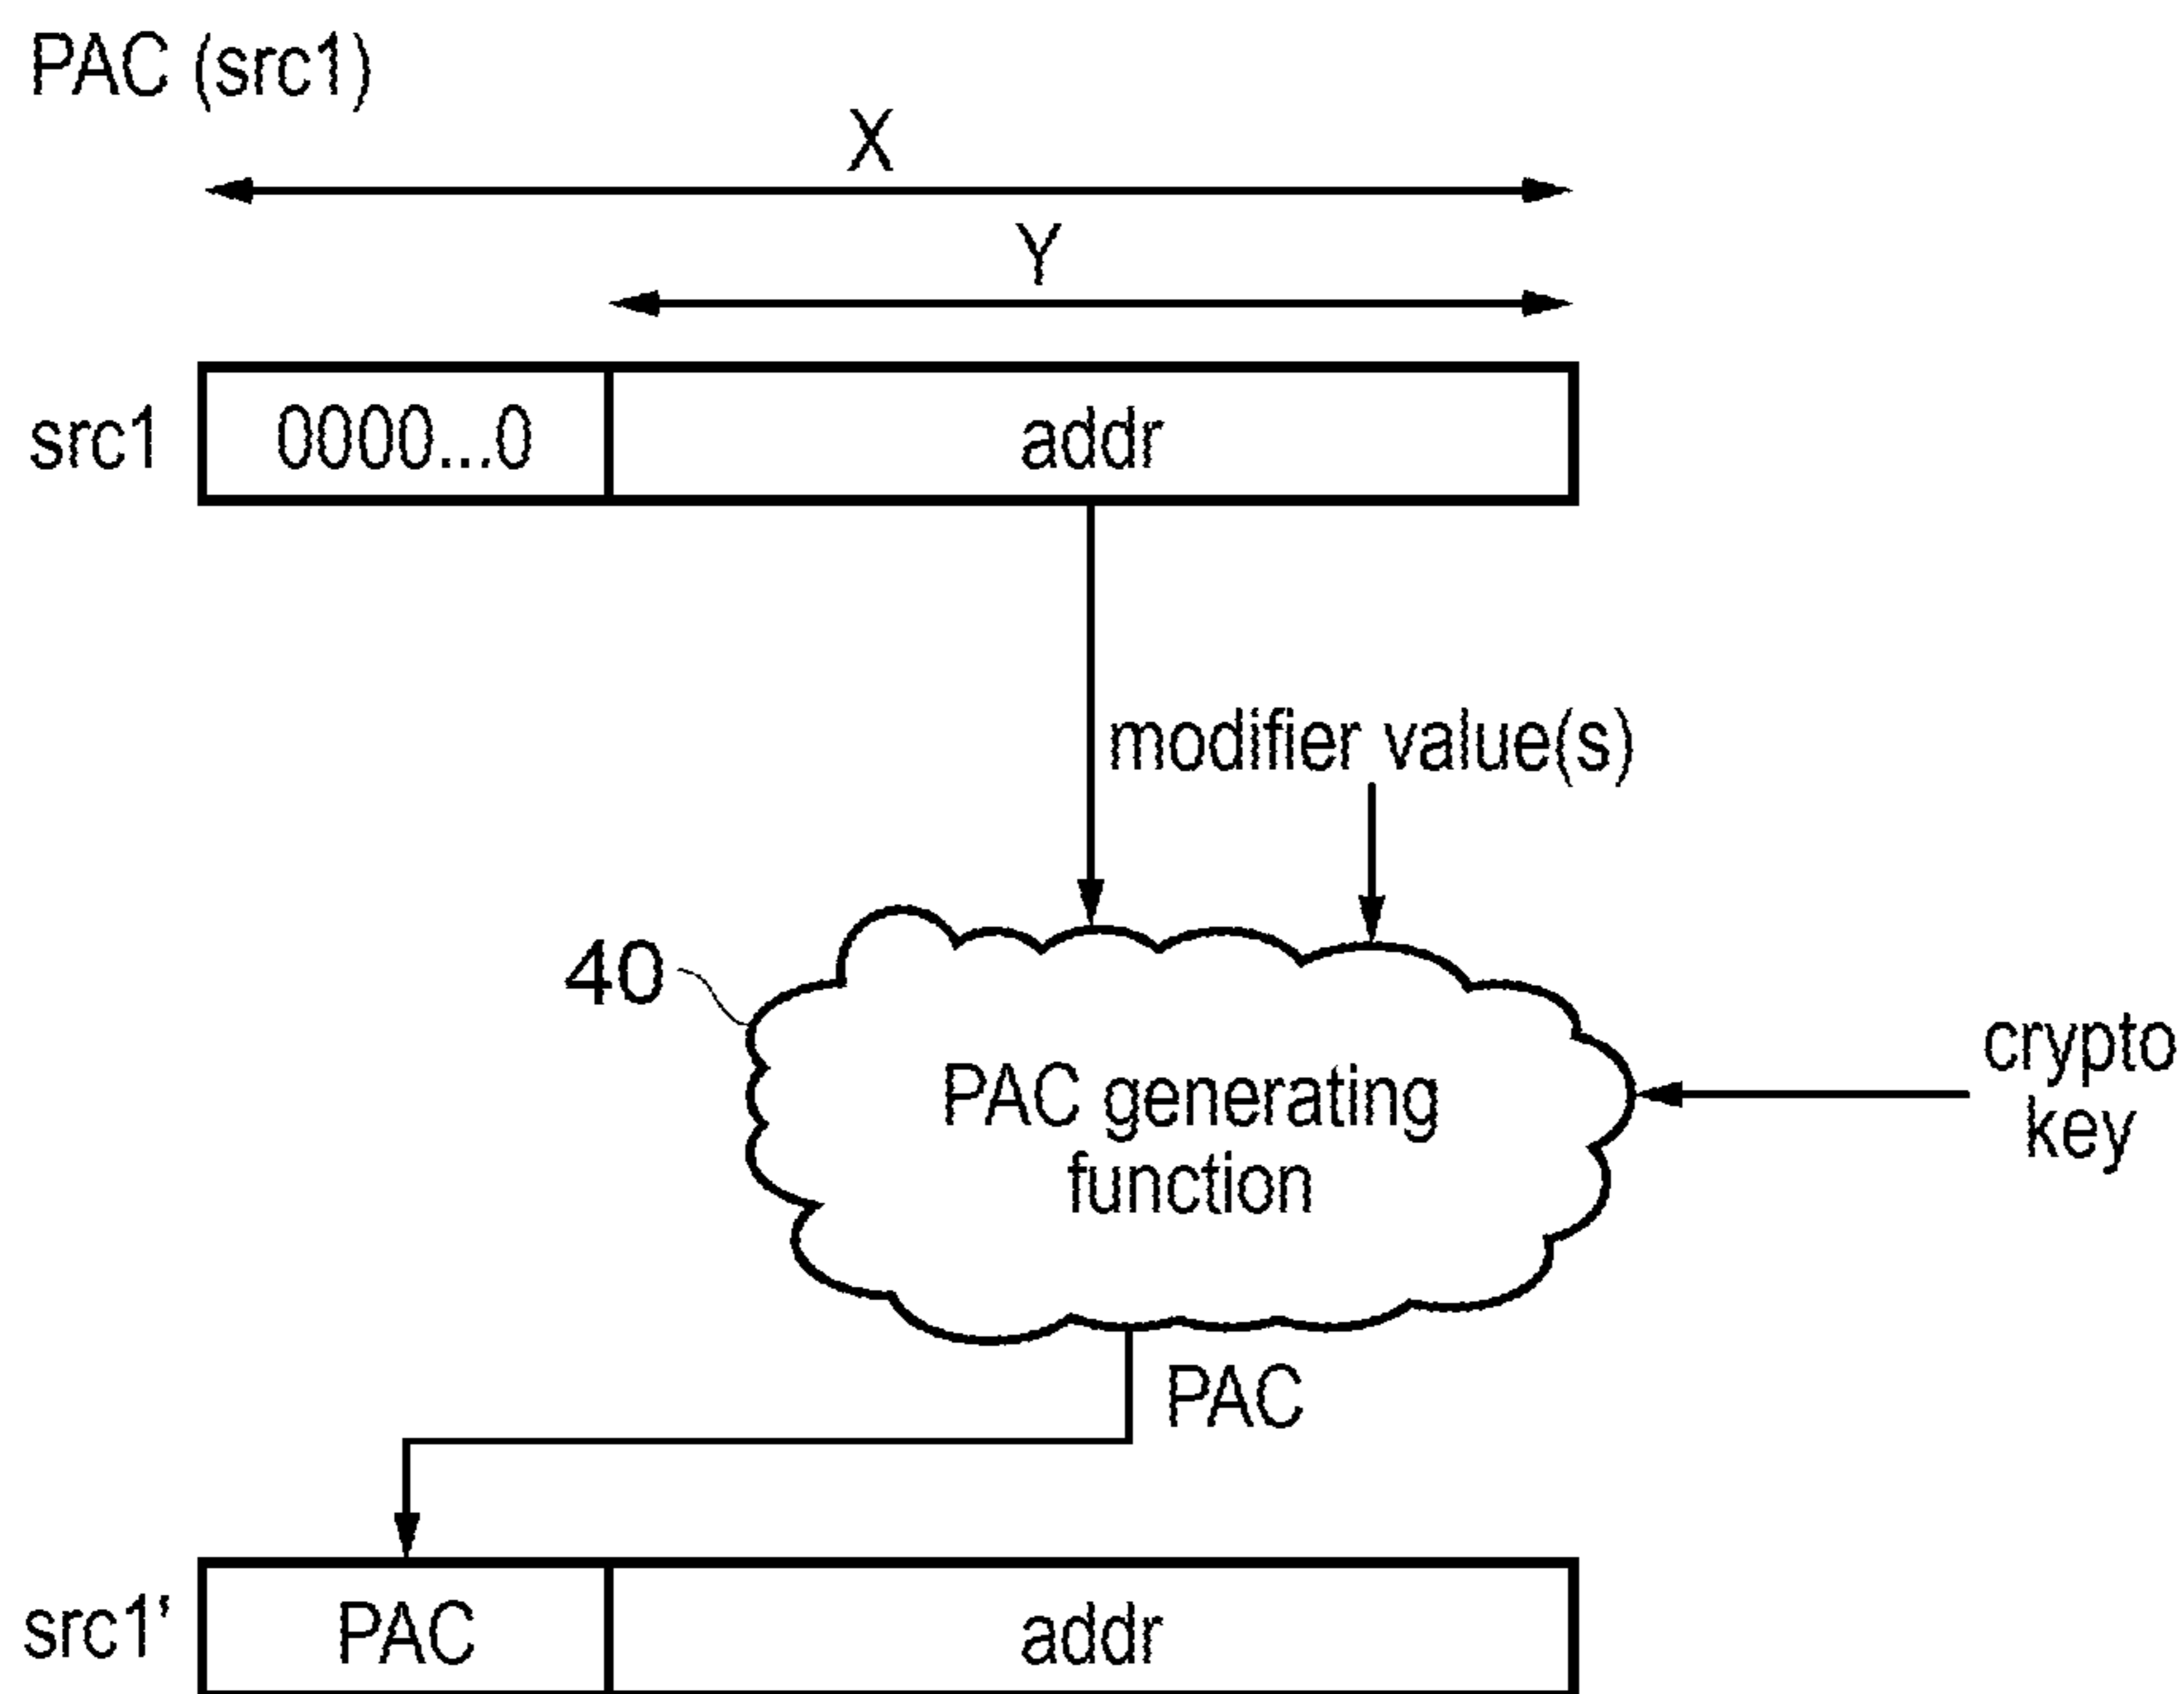 PAC (src1)
X
Y
src1 0000...0 addr
modifier value(s)
40
PAC generating
function
crypto
key
PAC
src1’ PAC addr